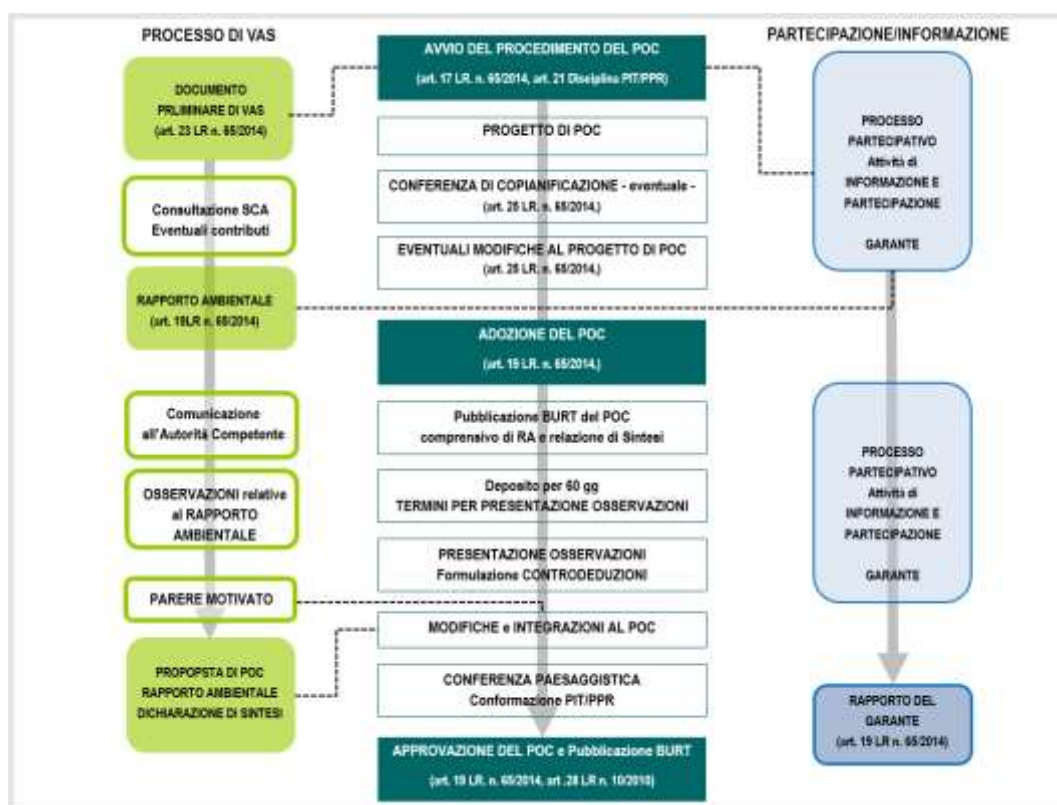 PROCESSO DI VAS
DOCUMENTO
PRLIMINARE DI VAS
(art. 23 LR n. 65/2014)
Consultazione SCA
Eventuali contributi
RAPPORTO AMBIENTALE
(art. 19LR n. 65/2014)
Comunicazione
all'Autorità Competente
OSSERVAZIONI relative
al RAPPORTO
AMBIENTALE
PARERE MOTIVATO
PROPOPSTA DI POC
RAPPORTO AMBIENTALE
DICHIARAZIONE DI SINTESI
AVVIO DEL PROCEDIMENTO DEL POC
(art. 17 LR. n. 65/2014, art. 21 Disciplina PIT/PPR)
PROGETTO DI POC
CONFERENZA DI COPIANIFICAZIONE - eventuale -
(art. 25 LR. n. 65/2014,)
EVENTUALI MODIFICHE AL PROGETTO DI POC
(art. 25 LR. n. 65/2014,)
ADOZIONE DEL POC
(art. 19 LR. n. 65/2014,)
Pubblicazione BURT del POC
comprensivo di RA e relazione di Sintesi
Deposito per 60 gg
TERMINI PER PRESENTAZIONE OSSERVAZIONI
PRESENTAZIONE OSSERVAZIONI
Formulazione CONTRODEDUZIONI
MODIFICHE e INTEGRAZIONI AL POC
CONFERENZA PAESAGGISTICA
Conformazione PIT/PPR
APPROVAZIONE DEL POC e Pubblicazione BURT
(art. 19 LR. n. 65/2014, art .28 LR n. 10/2010)
PARTECIPAZIONE/INFORMAZIONE
PROCESSO
PARTECIPATIVO
Attività di
INFORMAZIONE E
PARTECIPAZIONE
GARANTE
PROCESSO
PARTECIPATIVO
Attività di
INFORMAZIONE E
PARTECIPAZIONE
GARANTE
RAPPORTO DEL
GARANTE
(art. 19 LR n. 65/2014)